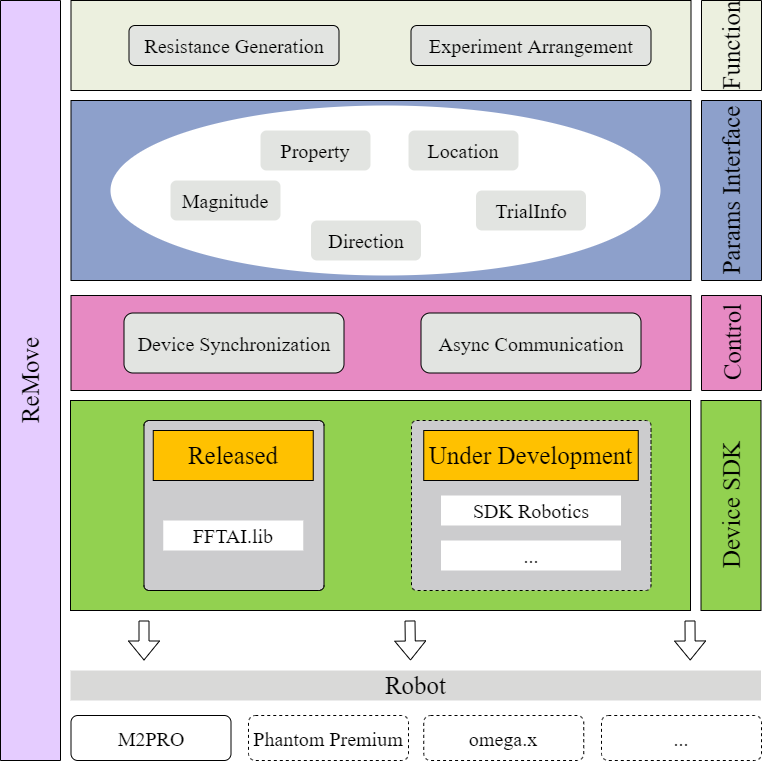 ReMove
Resistance Generation
Experiment Arrangement
Function
Property
Location
Magnitude
TrialInfo
Direction
Params Interface
Device Synchronization
Async Communication
Control
Released
FFTAI.lib
Under Development
SDK Robotics
...
Device SDK
Robot
M2PRO
Phantom Premium
omega.x
...